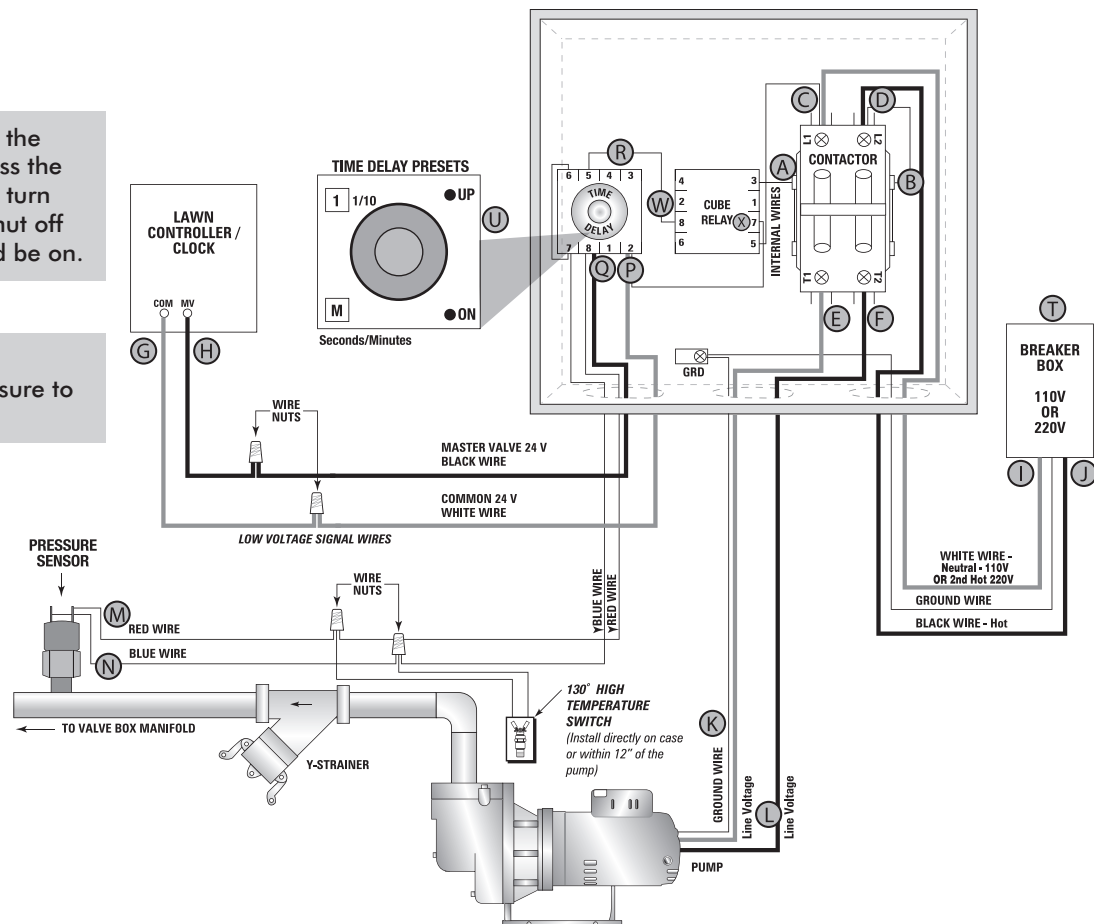 the
ss the
turn
nut off
d be on.
sure to
LAWN
CONTROLLER /
CLOCK
COM MV
G H
TIME DELAY PRESETS
1 1/10
UP
M
ON
U
Seconds/Minutes
R
6 5 4 3
TIME
DELAY
7 8 1 2
Q P
W
4 3
2 1
8 7
6 5
CUBE
RELAY X
A
INTERNAL WIRES
C D
L1 L2
CONTACTOR
B
T1 T2
E F
GRD
T
BREAKER
BOX
110V
OR
220V
I J
WIRE
NUTS
MASTER VALVE 24 V
BLACK WIRE
COMMON 24 V
WHITE WIRE
LOW VOLTAGE SIGNAL WIRES
WHITE WIRE -
Neutral - 110V
OR 2nd Hot 220V
GROUND WIRE
BLACK WIRE - Hot
PRESSURE
SENSOR
M
RED WIRE
N
BLUE WIRE
WIRE
NUTS
BLUE WIRE
RED WIRE
TO VALVE BOX MANIFOLD
Y-STRAINER
130° HIGH
TEMPERATURE
SWITCH
(Install directly on case
or within 12" of the
pump)
K
GROUND WIRE
Line Voltage
L
Line Voltage
PUMP